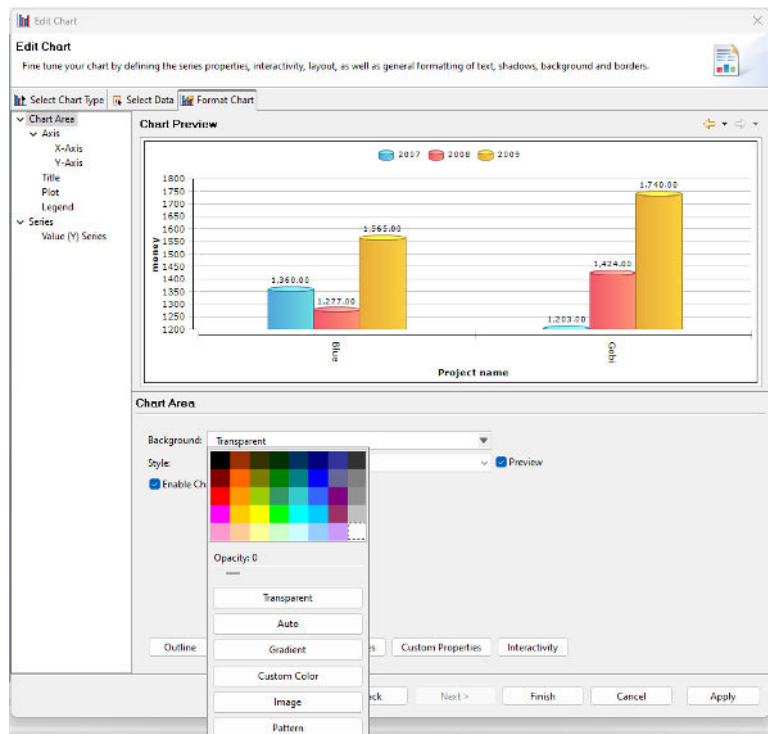 Edit Chart
Edit Chart
Fine tune your chart by defining the series properties, interactivity, layout, as well as general formatting of text, shadows, background and borders.
Select Chart Type Select Data Format Chart
Chart Area
Axis
X-Axis
Y-Axis
Title
Plot
Legend
Series
Value (Y) Series
Chart Preview
2007 2008 2009
1800
1750
1700
1650
1600
1550
1500
1450
1400
1350
1300
1250
1200
money
1,360.00
1,277.00
1,565.00
1,203.00
1,424.00
1,740.00
Blue
Gobi
Project name
Chart Area
Background: Transparent
Style: Preview
Enable Ch
Opacity: 0
Transparent
Auto
Gradient
Custom Color
Image
Pattern
Outline es Custom Properties Interactivity
ck Next > Finish Cancel Apply